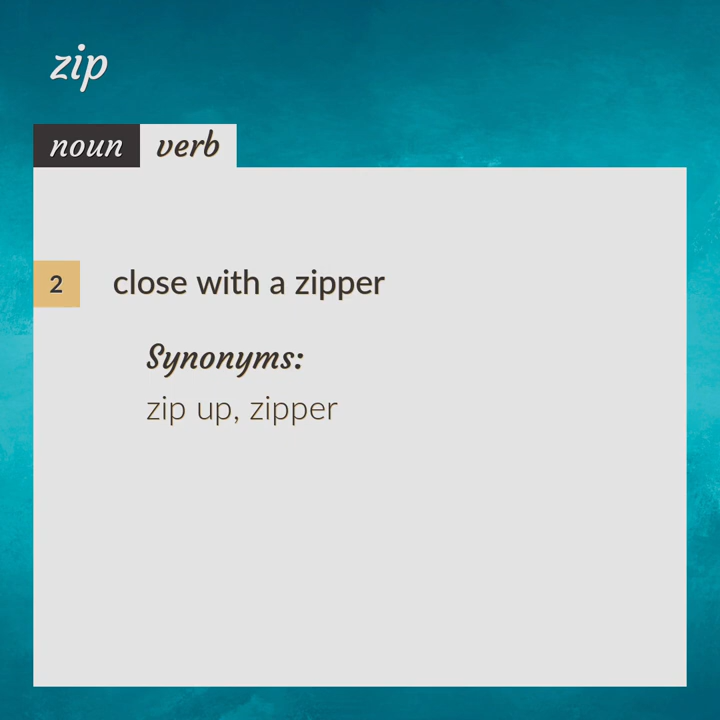 zip
noun verb
2 close with a zipper
Synonyms:
zip up, zipper